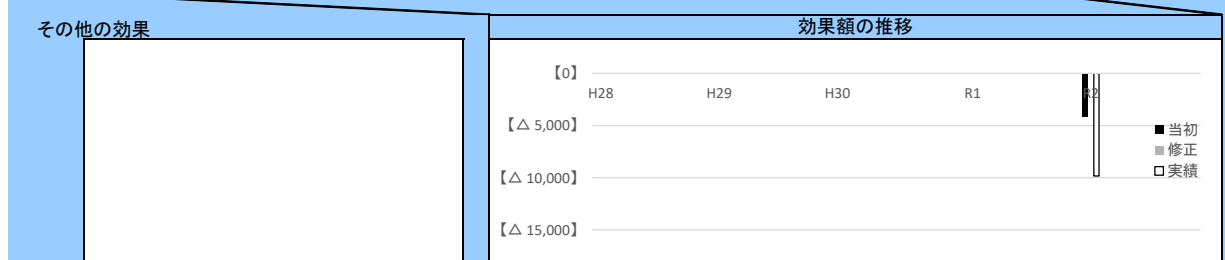 その他の効果
効果額の推移
【0】
H28 H29 H30 R1 R2
【△ 5,000】
■当初
■修正
□実績
【△ 10,000】
【△ 15,000】